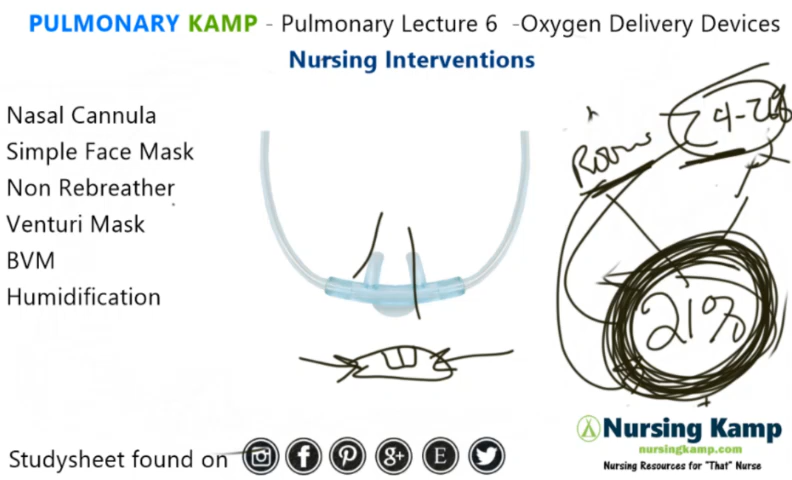 PULMONARY KAMP - Pulmonary Lecture 6 -Oxygen Delivery Devices
Nursing Interventions
Nasal Cannula
Simple Face Mask
Non Rebreather
Venturi Mask
BVM
Humidification
Room
21%
Nursing Kamp
nursingkamp.com
Nursing Resources for "That" Nurse
Studysheet found on